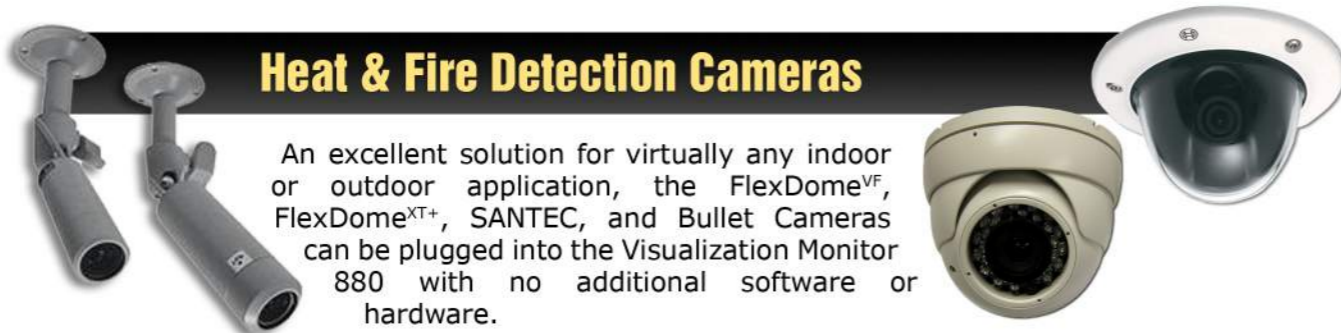 Heat & Fire Detection Cameras
An excellent solution for virtually any indoor
or outdoor application, the FlexDomeVF,
FlexDomeXT+, SANTEC, and Bullet Cameras
can be plugged into the Visualization Monitor
880 with no additional software or
hardware.